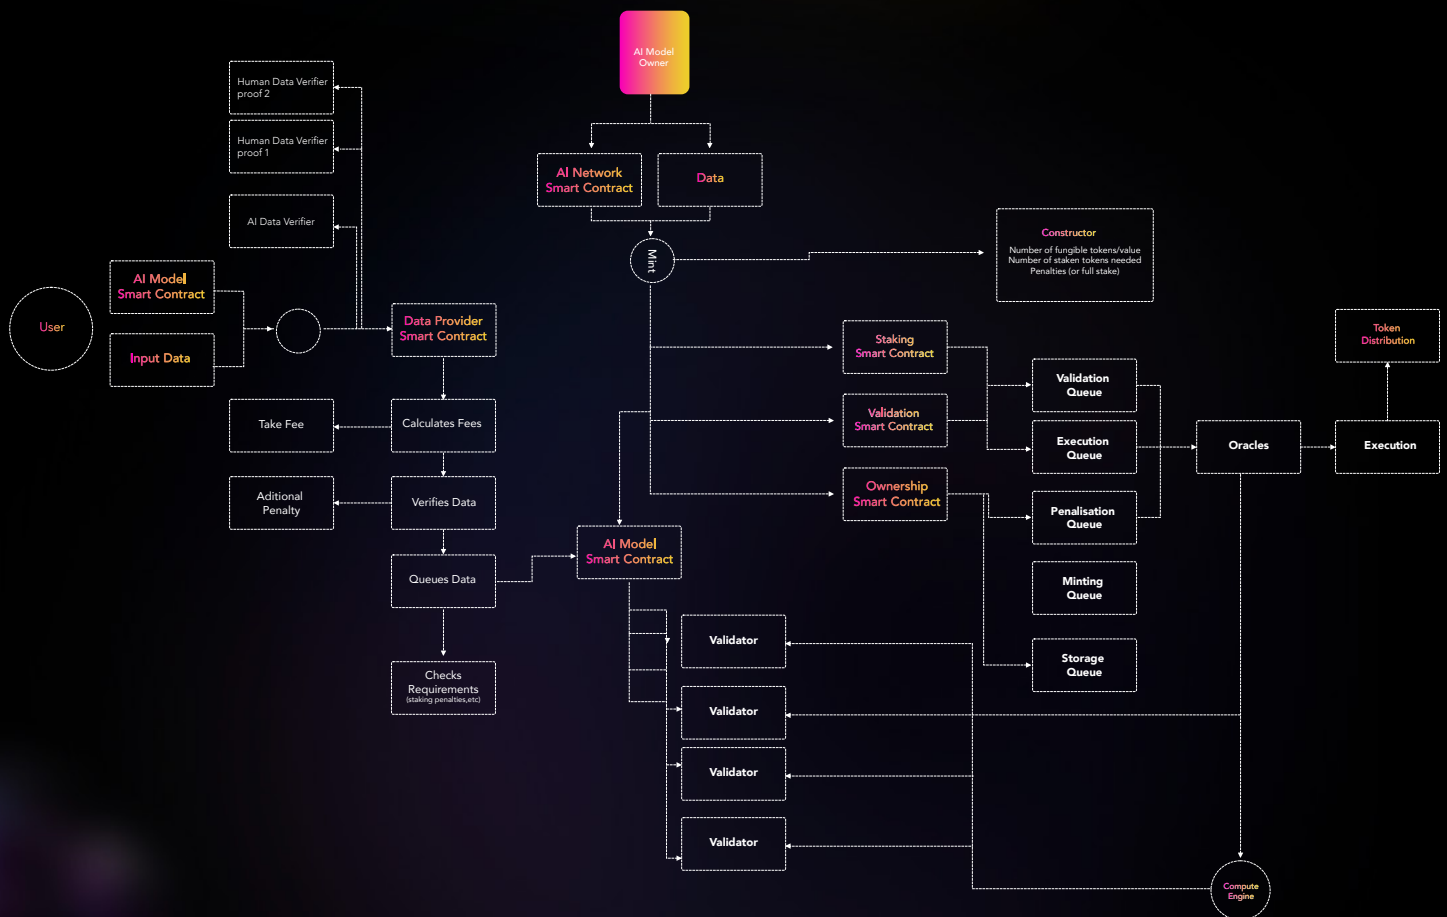 AI Model
Owner
Human Data Verifier
proof 2
Human Data Verifier
proof 1
AI Data Verifier
AI Network
Smart Contract
Data
Mint
Constructor
Number of fungible tokens/value
Number of staken tokens needed
Penalties (or full stake)
User
AI Model
Smart Contract
Input Data
Data Provider
Smart Contract
Take Fee
Calculates Fees
Aditional
Penalty
Verifies Data
Queues Data
Checks
Requirements
(staking penalties,etc)
AI Model
Smart Contract
Staking
Smart Contract
Validation
Smart Contract
Ownership
Smart Contract
Validation
Queue
Execution
Queue
Penalisation
Queue
Minting
Queue
Storage
Queue
Oracles
Execution
Token
Distribution
Validator
Validator
Validator
Validator
Compute
Engine